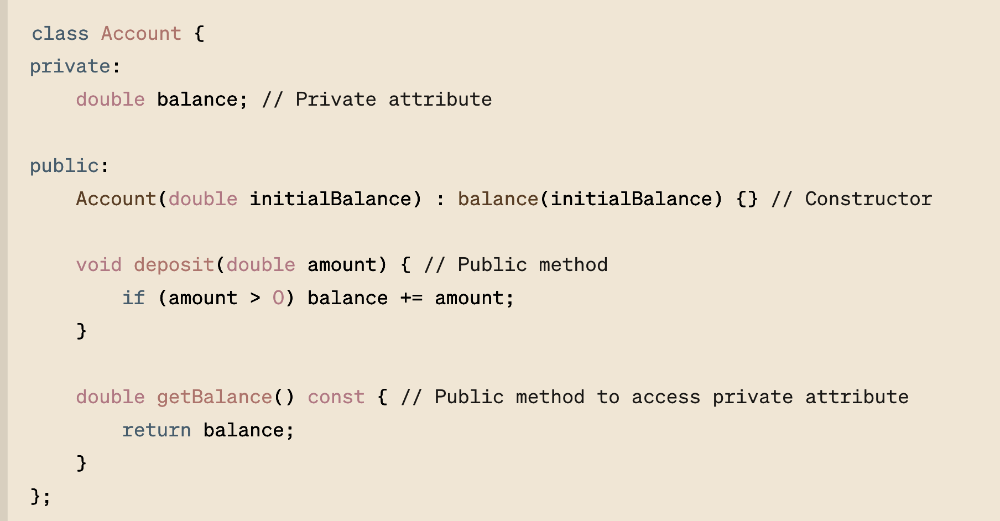 class Account {
private:
    double balance; // Private attribute

public:
    Account(double initialBalance) : balance(initialBalance) {} // Constructor

    void deposit(double amount) { // Public method
        if (amount > 0) balance += amount;
    }

    double getBalance() const { // Public method to access private attribute
        return balance;
    }
};